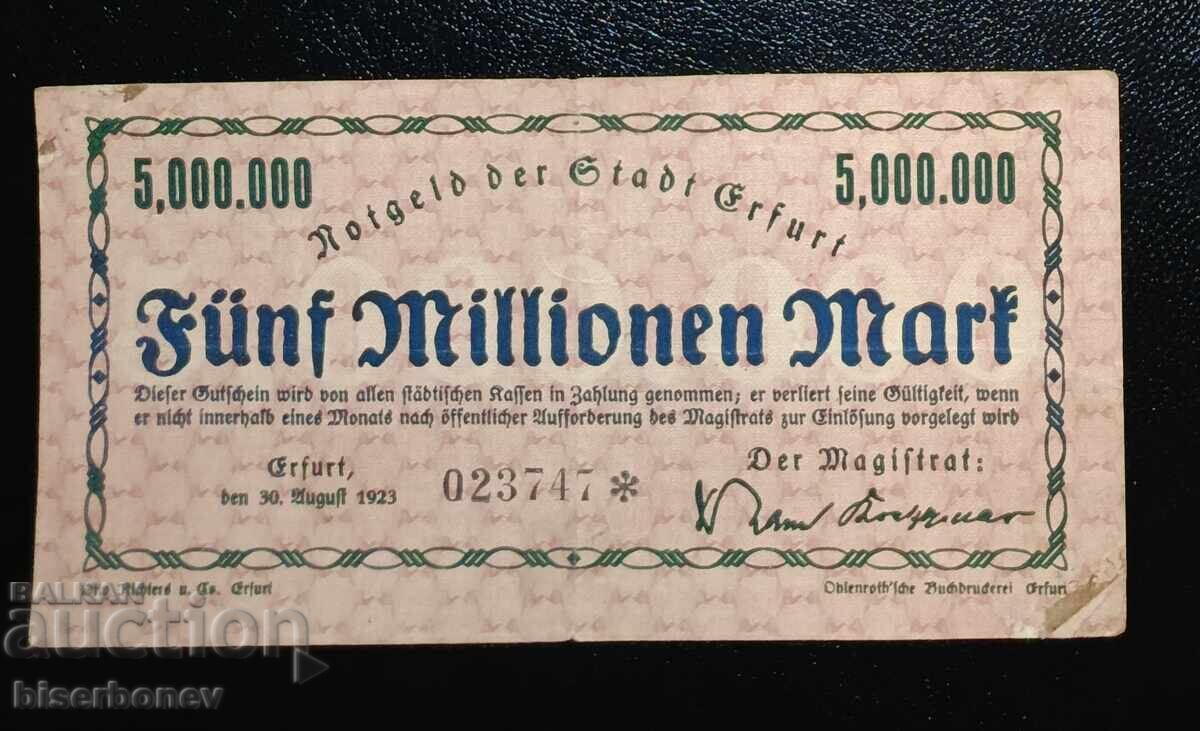 5,000.000
Notgeld der Stadt Erfurt
5,000.000
Fünf Millionen Mark
Dieser Gutschein wird von allen städtischen Kassen in Zahlung genommen; er verliert seine Gültigkeit, wenn
er nicht innerhalb eines Monats nach öffentlicher Aufforderung des Magistrats zur Einlösung vorgelegt wird
Erfurt,
den 30. August 1923
023747 *
Der Magistrat:
Richters u. Co. Erfurt
Ohlenroth'sche Buchdruckerei Erfurt
BALKAN
auction
biserbonev